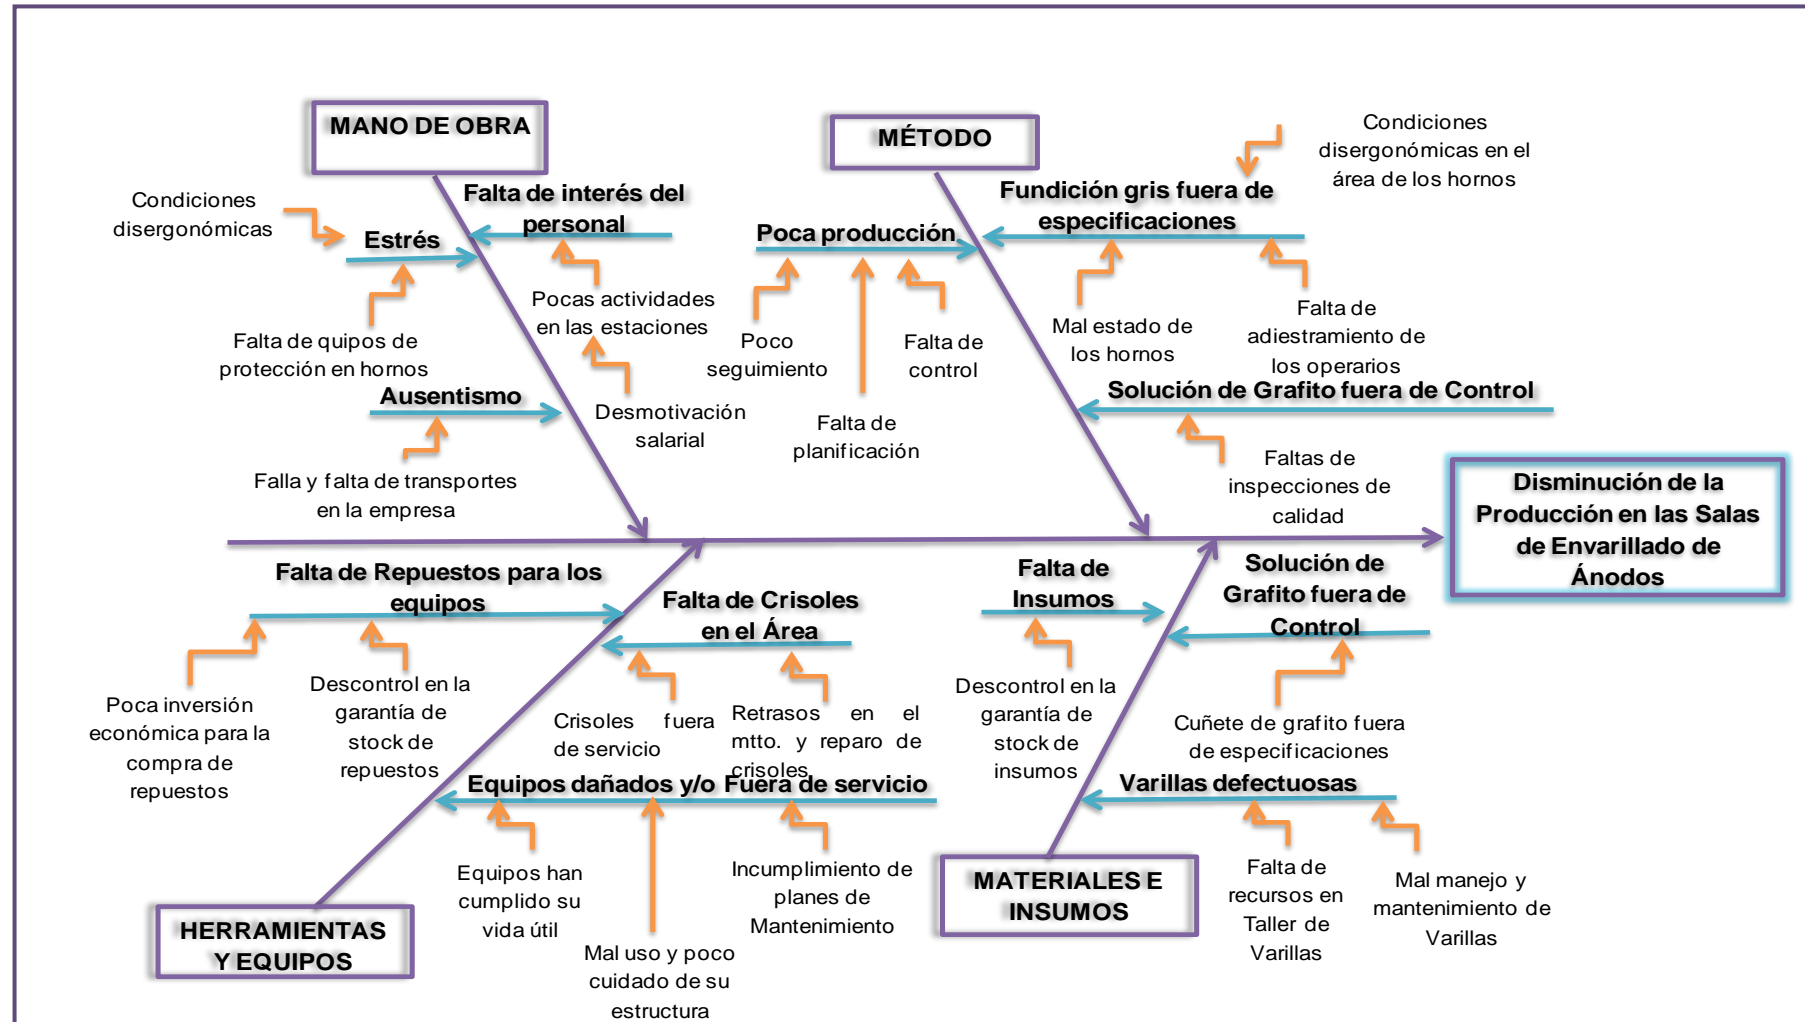 MANO DE OBRA
MÉTODO
Condiciones
disergonómicas en el
área de los hornos
Condiciones
disergonómicas
Falta de interés del
personal
Estrés
Fundición gris fuera de
especificaciones
Poca producción
Pocas actividades
en las estaciones
Falta de quipos de
protección en hornos
Poco
seguimiento
Falta de
control
Mal estado de
los hornos
Falta de
adiestramiento de
los operarios
Ausentismo
Desmotivación
salarial
Falta de
planificación
Solución de Grafito fuera de Control
Falla y falta de transportes
en la empresa
Faltas de
inspecciones de
calidad
Disminución de la
Producción en las Salas
de Envarillado de
Ánodos
Falta de Repuestos para los
equipos
Falta de Crisoles
en el Área
Falta de
Insumos
Solución de
Grafito fuera de
Control
Poca inversión
económica para la
compra de
repuestos
Descontrol en la
garantía de
stock de
repuestos
Crisoles fuera
de servicio
Retrasos en el
mtto. y reparo de
crisoles
Descontrol en la
garantía de
stock de
insumos
Cuñete de grafito fuera
de especificaciones
Equipos dañados y/o Fuera de servicio
Varillas defectuosas
Equipos han
cumplido su
vida útil
Mal uso y poco
cuidado de su
estructura
Incumplimiento de
planes de
Mantenimiento
Falta de
recursos en
Taller de
Varillas
Mal manejo y
mantenimiento de
Varillas
HERRAMIENTAS
Y EQUIPOS
MATERIALES E
INSUMOS